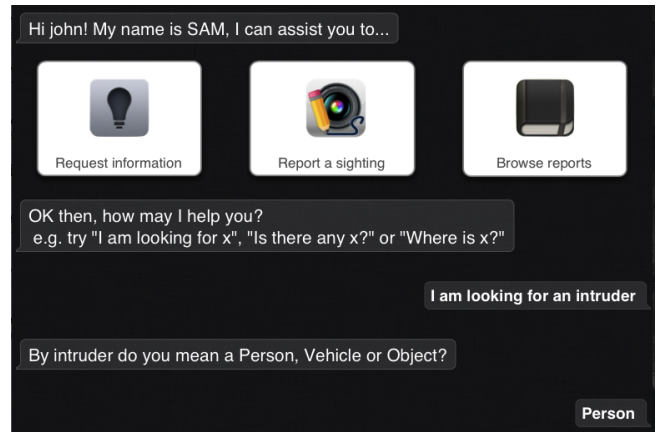 Hi john! My name is SAM, I can assist you to...
Request information
Report a sighting
Browse reports
OK then, how may I help you?
e.g. try "I am looking for x", "Is there any x?" or "Where is x?"
I am looking for an intruder
By intruder do you mean a Person, Vehicle or Object?
Person